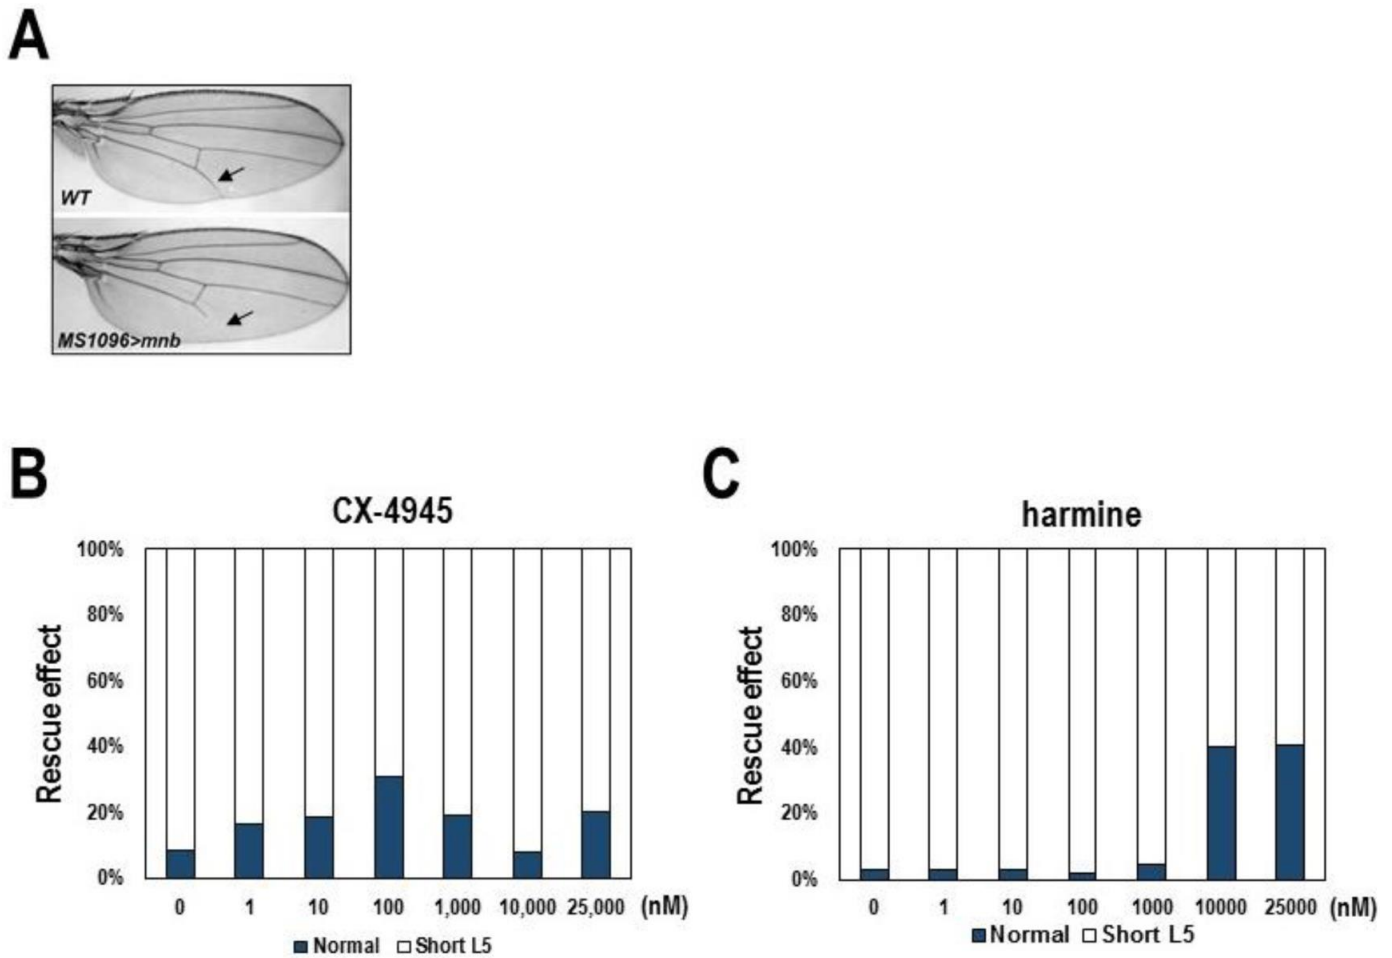 A
WT
MS1096>mnb
B
CX-4945
100%
80%
60%
40%
20%
0%
Rescue effect
0 1 10 100 1,000 10,000 25,000 (nM)
Normal Short L5
C
harmine
100%
80%
60%
40%
20%
0%
Rescue effect
0 1 10 100 1000 10000 25000 (nM)
Normal Short L5